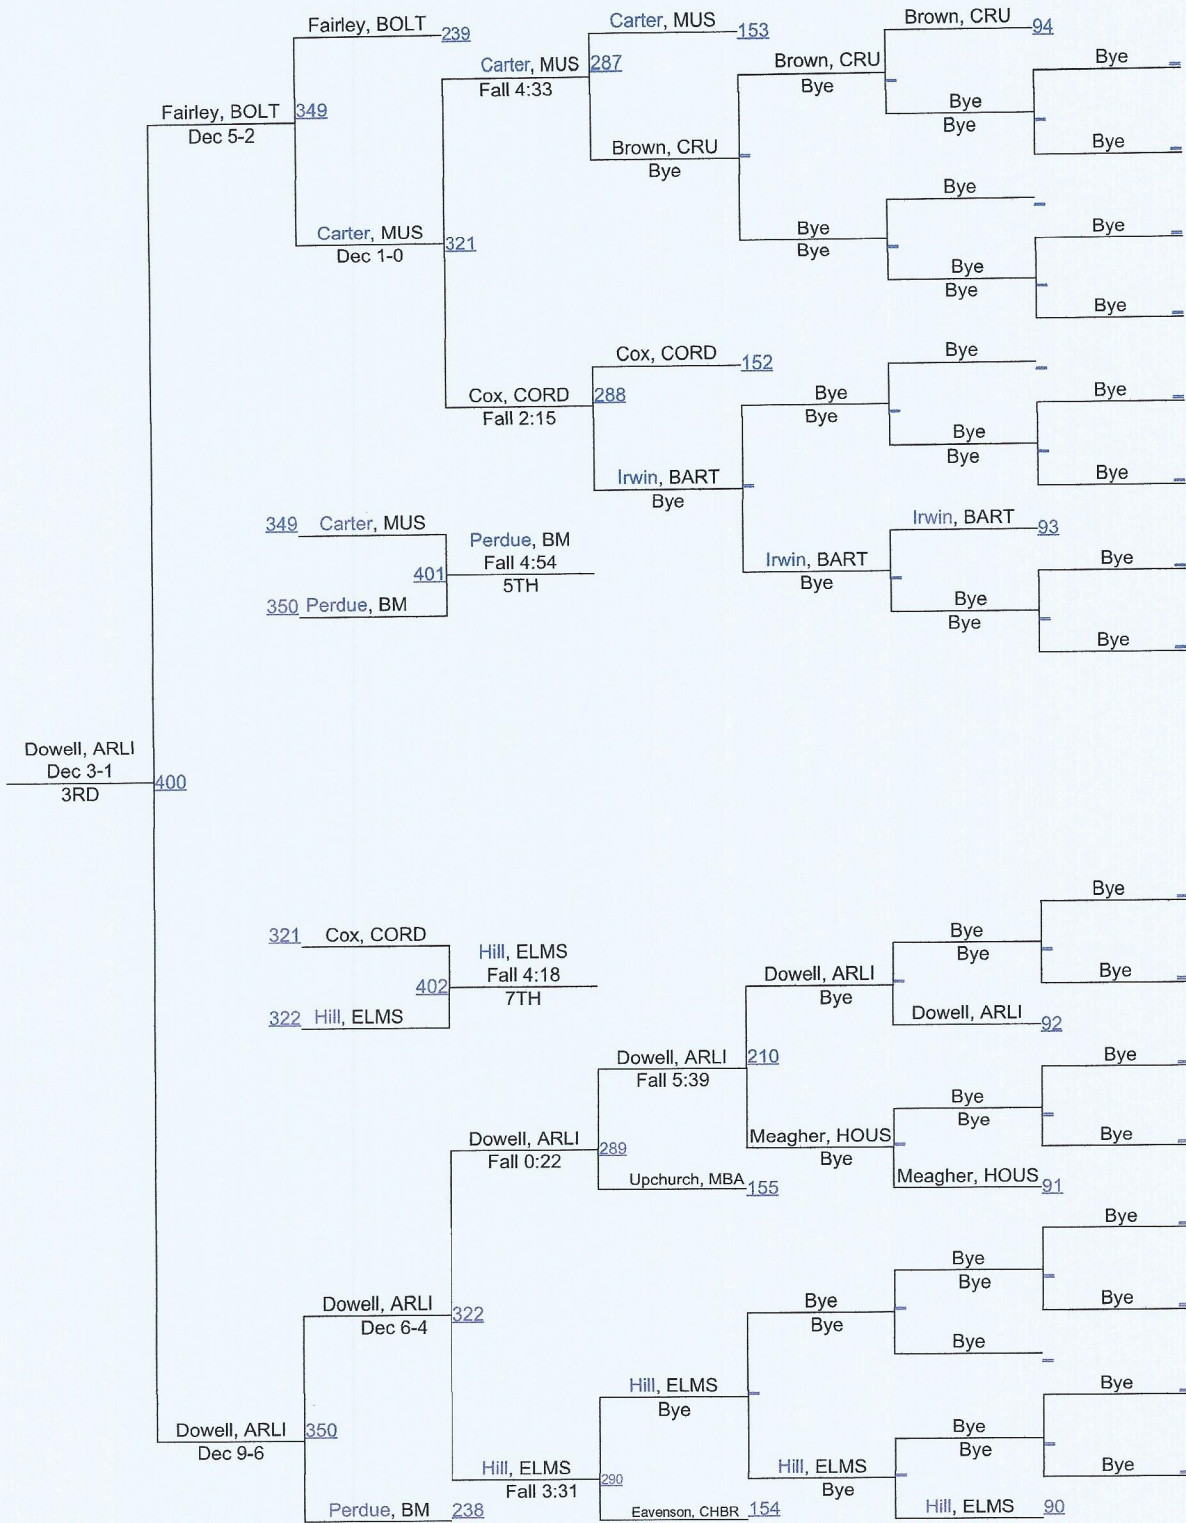 Fairley, BOLT 239
Carter, MUS 153
Brown, CRU 94
Carter, MUS 287
Fall 4:33
Brown, CRU
Bye
Bye
Fairley, BOLT 349
Dec 5-2
Bye
Bye
Brown, CRU
Bye
Bye
Bye
Carter, MUS 321
Dec 1-0
Bye
Bye
Bye
Bye
Bye
Bye
Cox, CORD 152
Bye
Cox, CORD 288
Fall 2:15
Bye
Bye
Bye
Bye
Bye
Irwin, BART
Bye
Bye
349 Carter, MUS
Irwin, BART 93
Perdue, BM
Fall 4:54
401
5TH
Irwin, BART
Bye
Bye
350 Perdue, BM
Bye
Bye
Bye
Dowell, ARLI
Dec 3-1
400
3RD
Bye
321 Cox, CORD
Bye
Bye
Hill, ELMS
Fall 4:18
402
7TH
Dowell, ARLI
Bye
Bye
322 Hill, ELMS
Dowell, ARLI 92
Dowell, ARLI 210
Fall 5:39
Bye
Bye
Bye
Dowell, ARLI 289
Fall 0:22
Meagher, HOUS
Bye
Bye
Upchurch, MBA 155
Meagher, HOUS 91
Bye
Bye
Bye
Dowell, ARLI 322
Dec 6-4
Bye
Bye
Bye
Bye
Hill, ELMS
Bye
Bye
Dowell, ARLI 350
Dec 9-6
Bye
Bye
Hill, ELMS 290
Fall 3:31
Hill, ELMS
Bye
Bye
Perdue, BM 238
Eavenson, CHBR 154
Hill, ELMS 90